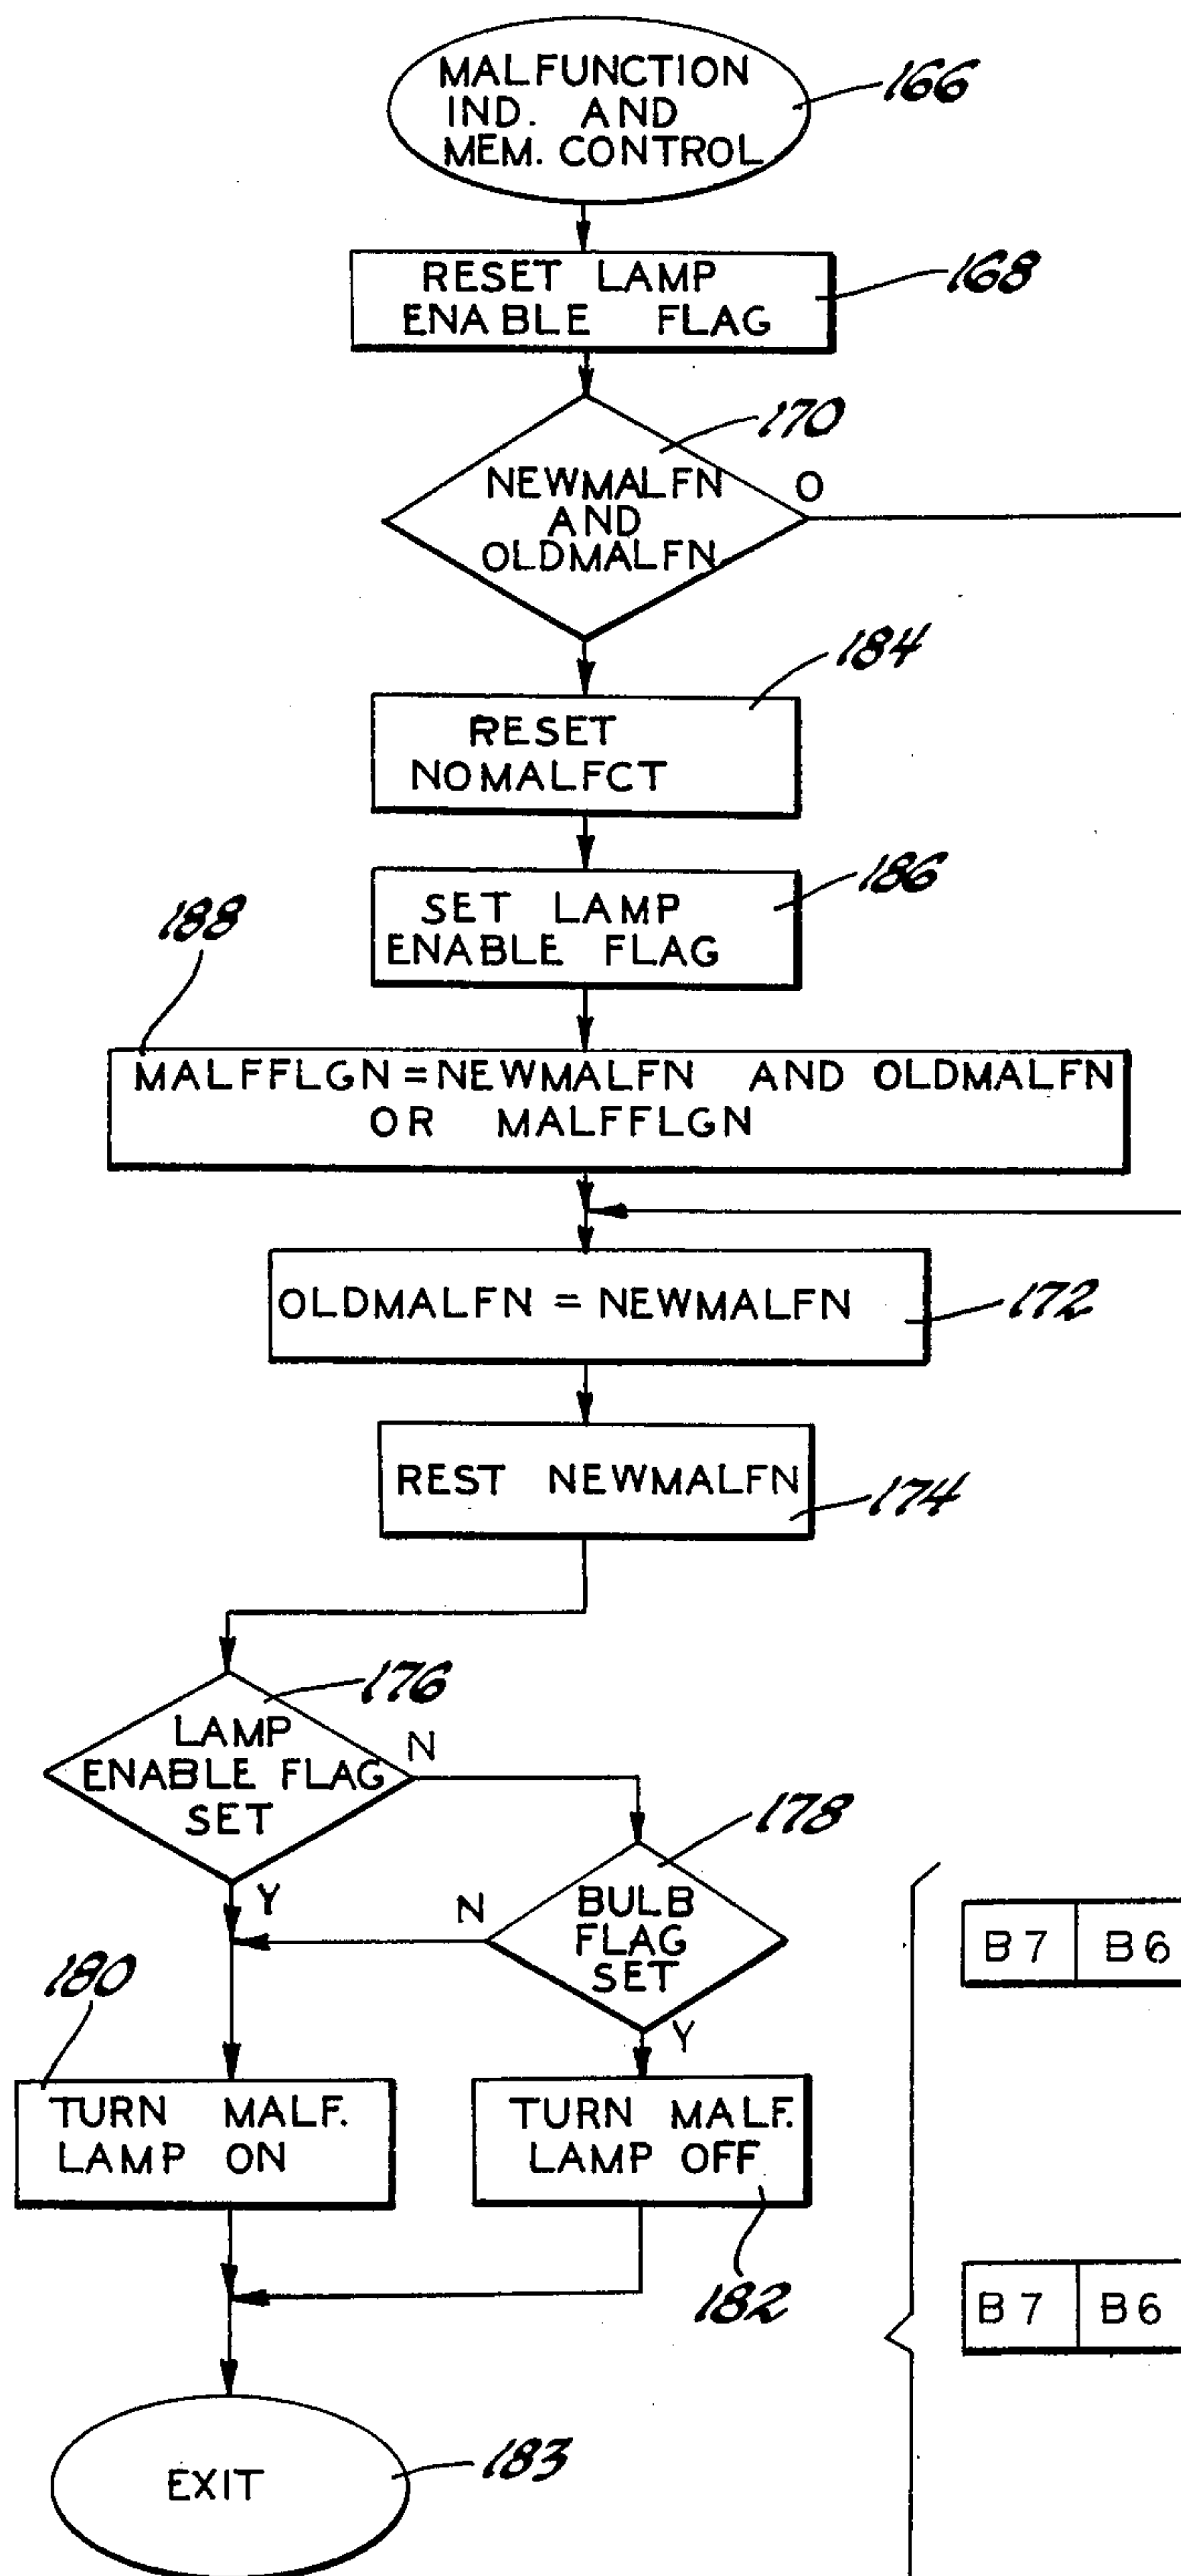 MALFUNCTION
IND. AND
MEM. CONTROL
166
RESET LAMP
ENABLE FLAG
168
170
NEWMALFN
AND
OLDMALFN
O
184
RESET
NOMALFCT
186
SET LAMP
ENABLE FLAG
188
MALFFLGN = NEWMALFN AND OLDMALFN
OR MALFFLGN
OLDMALFN = NEWMALFN
172
REST NEWMALFN
174
176
LAMP
ENABLE FLAG
SET
N
Y
178
BULB
FLAG
SET
N
Y
180
TURN MALF.
LAMP ON
TURN MALF.
LAMP OFF
182
EXIT
183
B7 B6
B7 B6